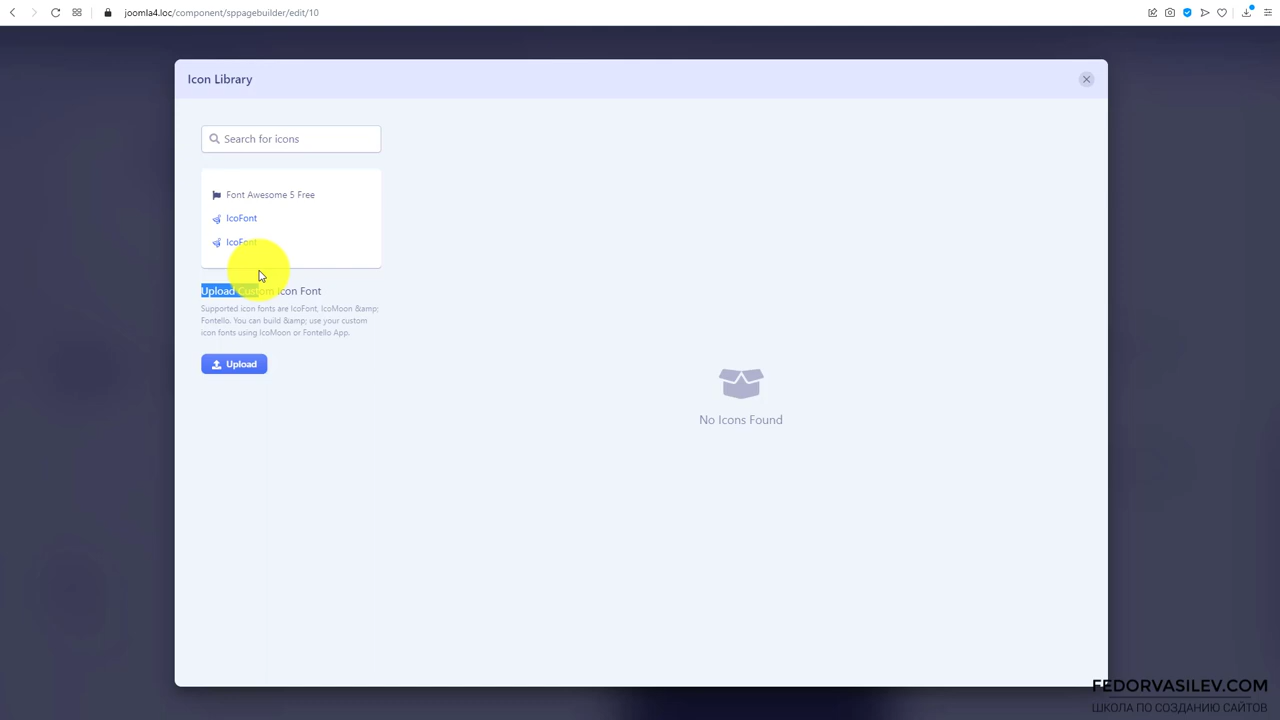 joomla4.loc/component/sppagebuilder/edit/10
Icon Library
Search for icons
Font Awesome 5 Free
IcoFont
IcoFont
Upload Custom Icon Font
Supported icon fonts are IcoFont, IcoMoon &amp;
Fontello. You can build &amp; use your custom
icon fonts using IcoMoon or Fontello App.
Upload
No Icons Found
FEDORVASILEV.COM
ШКОЛА ПО СОЗДАНИЮ САЙТОВ